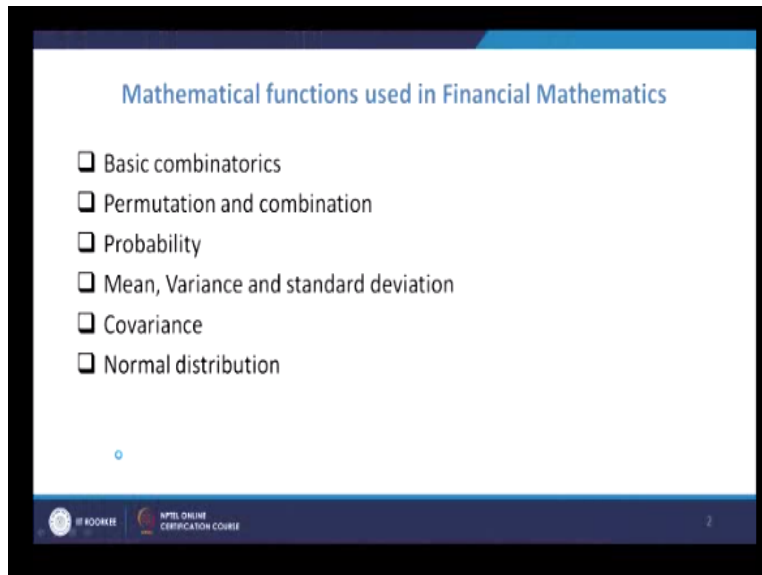 Mathematical functions used in Financial Mathematics
Basic combinatorics
Permutation and combination
Probability
Mean, Variance and standard deviation
Covariance
Normal distribution
IIT ROORKEE
NPTEL ONLINE
CERTIFICATION COURSE
2